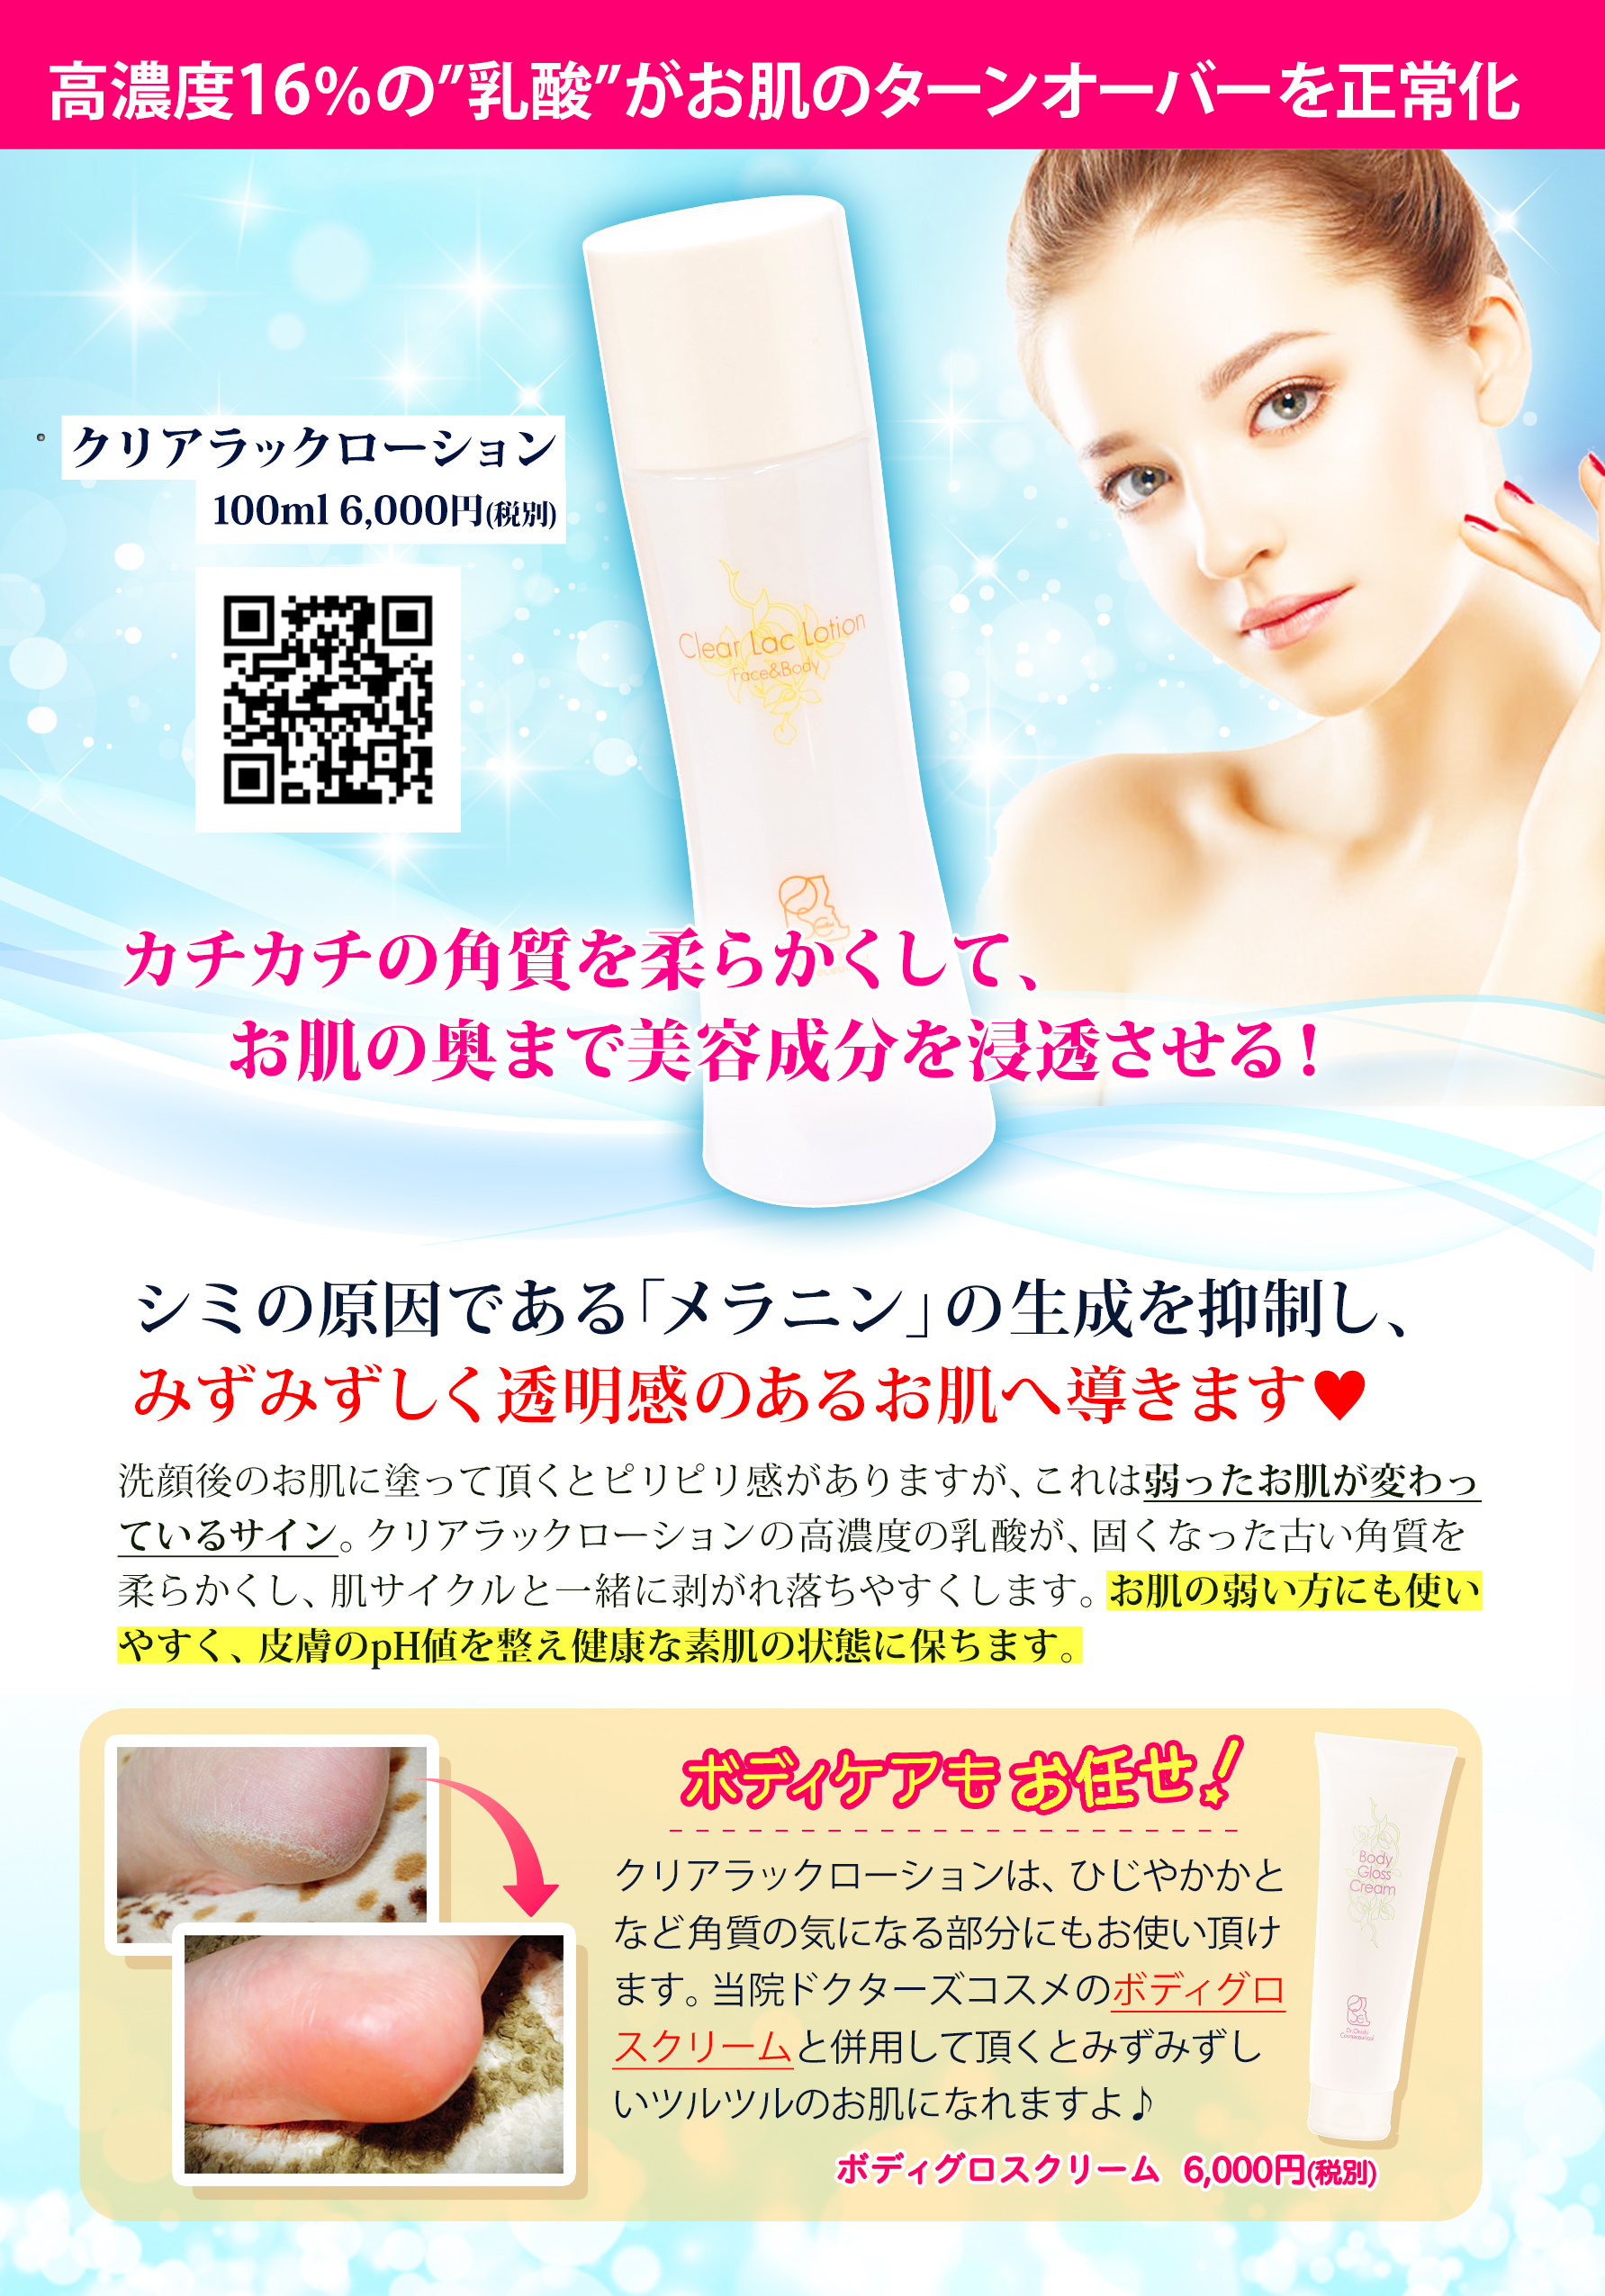 高濃度16%の"乳酸"がお肌のターンオーバーを正常化
クリアラックローション
100ml 6,000円(税別)
Clear Lac Lotion
Face&Body
カチカチの角質を柔らかくして、
お肌の奥まで美容成分を浸透させる!
シミの原因である「メラニン」の生成を抑制し、
みずみずしく透明感のあるお肌へ導きます♥
洗顔後のお肌に塗って頂くとピリピリ感がありますが、これは弱ったお肌が変わっ
ているサイン。クリアラックローションの高濃度の乳酸が、固くなった古い角質を
柔らかくし、肌サイクルと一緒に剥がれ落ちやすくします。お肌の弱い方にも使い
やすく、皮膚のpH値を整え健康な素肌の状態に保ちます。
ボディケアもお任せ!
クリアラックローションは、ひじやかかと
など角質の気になる部分にもお使い頂け
ます。当院ドクターズコスメのボディグロ
スクリームと併用して頂くとみずみずし
いツルツルのお肌になれますよ♪
Body
Gloss
Cream
ボディグロスクリーム 6,000円(税別)